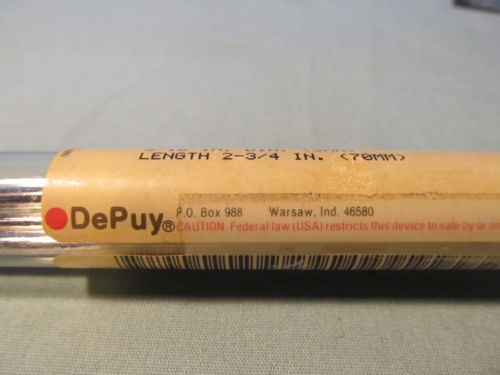 LENGTH 2-3/4 IN. (70MM)
DePuy® P.O. Box 988 Warsaw, Ind. 46580
CAUTION. Federal law (USA) restricts this device to sale by or